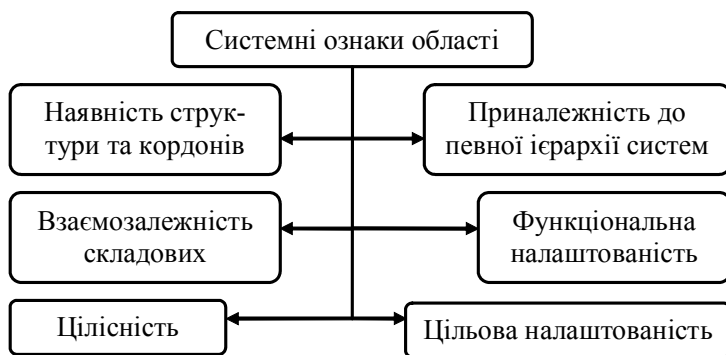 Системні ознаки області
Наявність струк-
тури та кордонів
Приналежність до
певної ієрархії систем
Взаємозалежність
складових
Функціональна
налаштованість
Цілісність
Цільова налаштованість